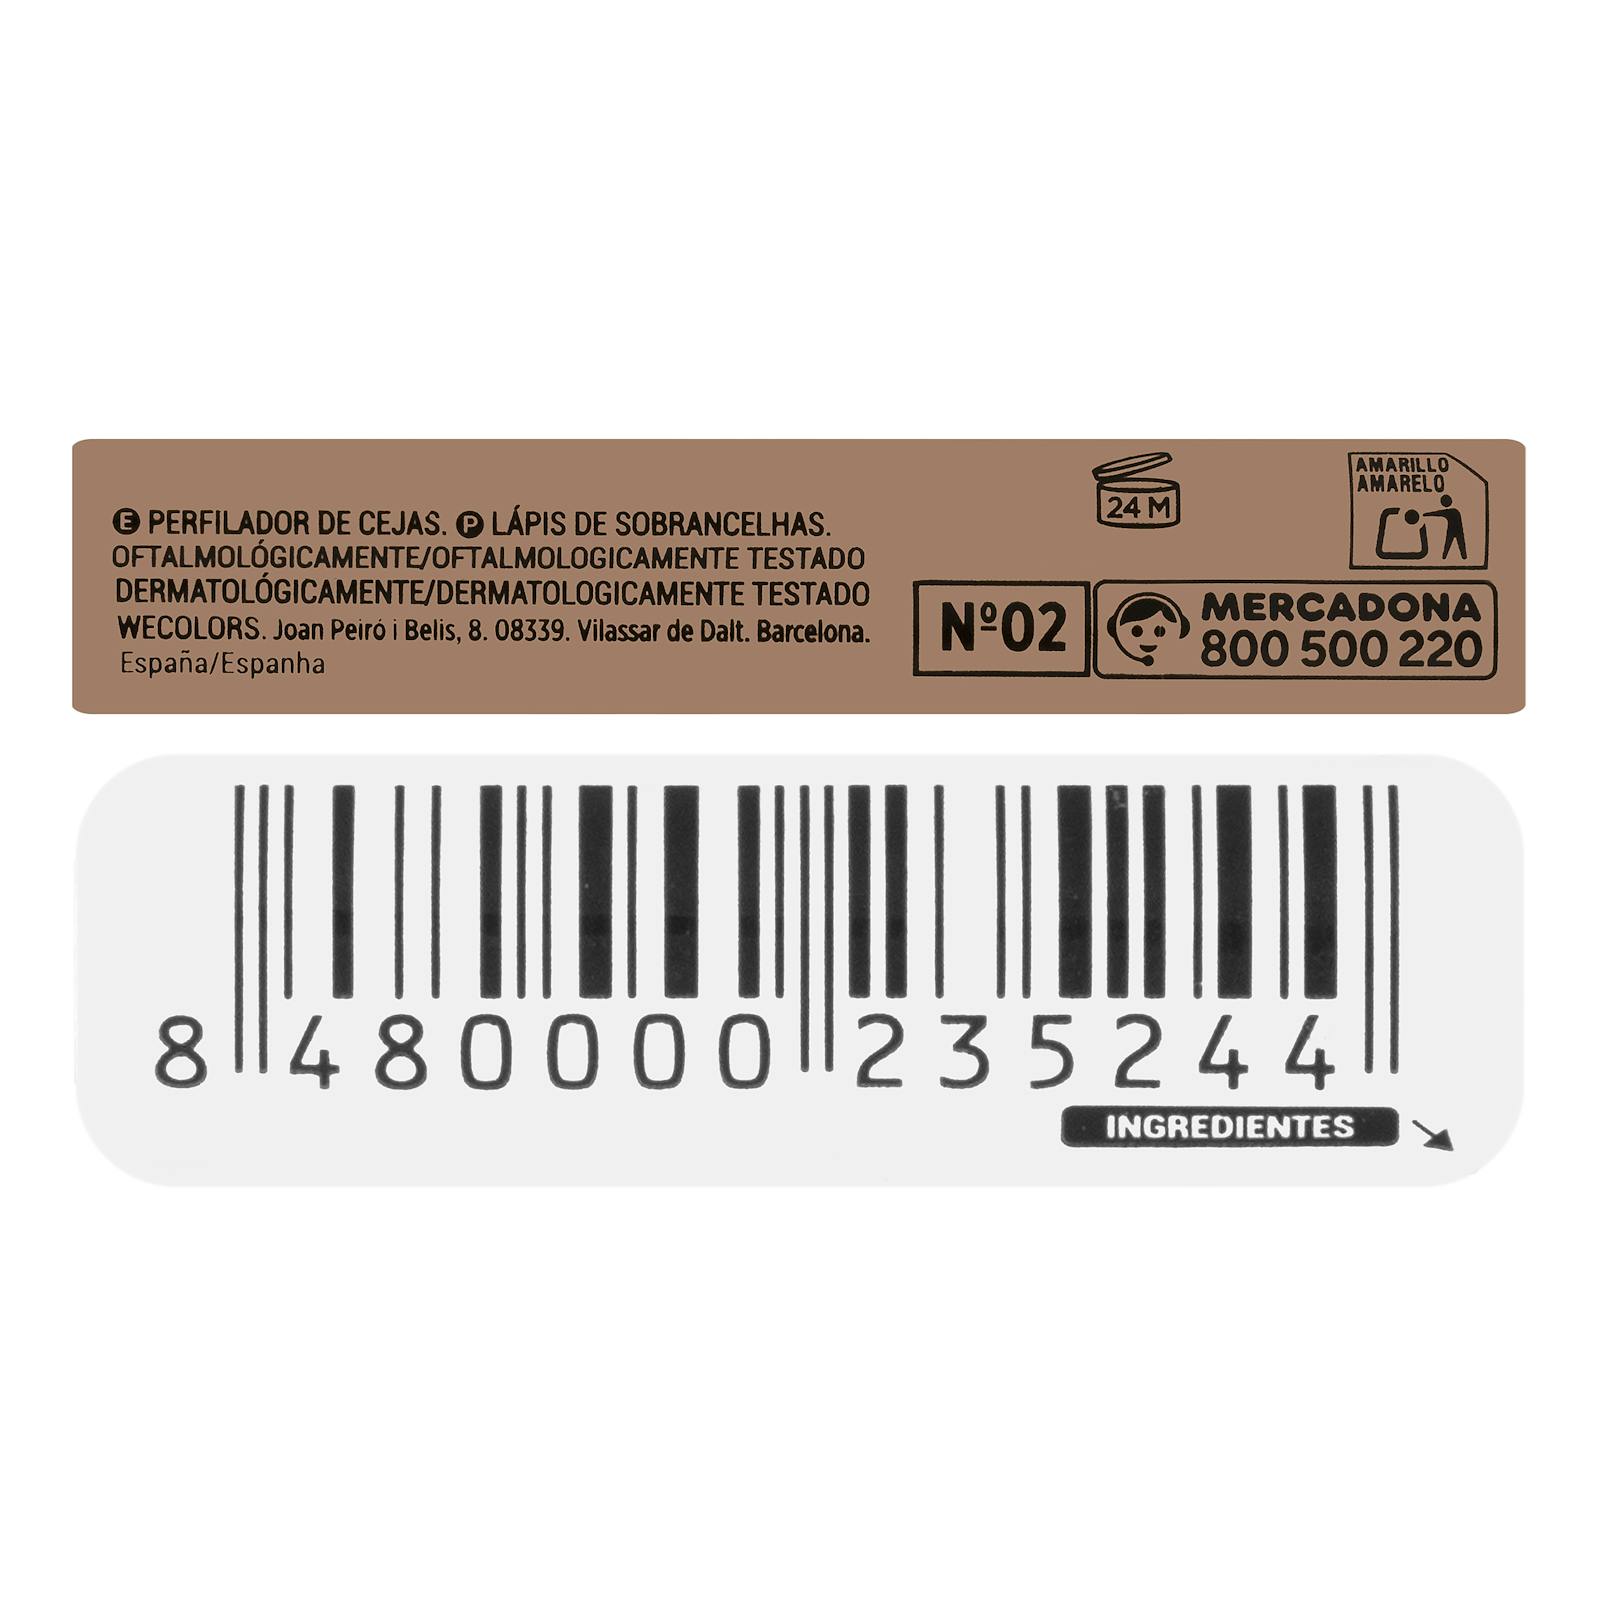 24 M
AMARILLO
AMARELO
E PERFILADOR DE CEJAS. P LÁPIS DE SOBRANCELHAS.
OFTALMOLÓGICAMENTE/OFTALMOLOGICAMENTE TESTADO
DERMATOLÓGICAMENTE/DERMATOLOGICAMENTE TESTADO
WECOLORS. Joan Peiró i Belis, 8. 08339. Vilassar de Dalt. Barcelona.
España/Espanha
Nº02
MERCADONA
800 500 220
8 480000 235244
INGREDIENTES